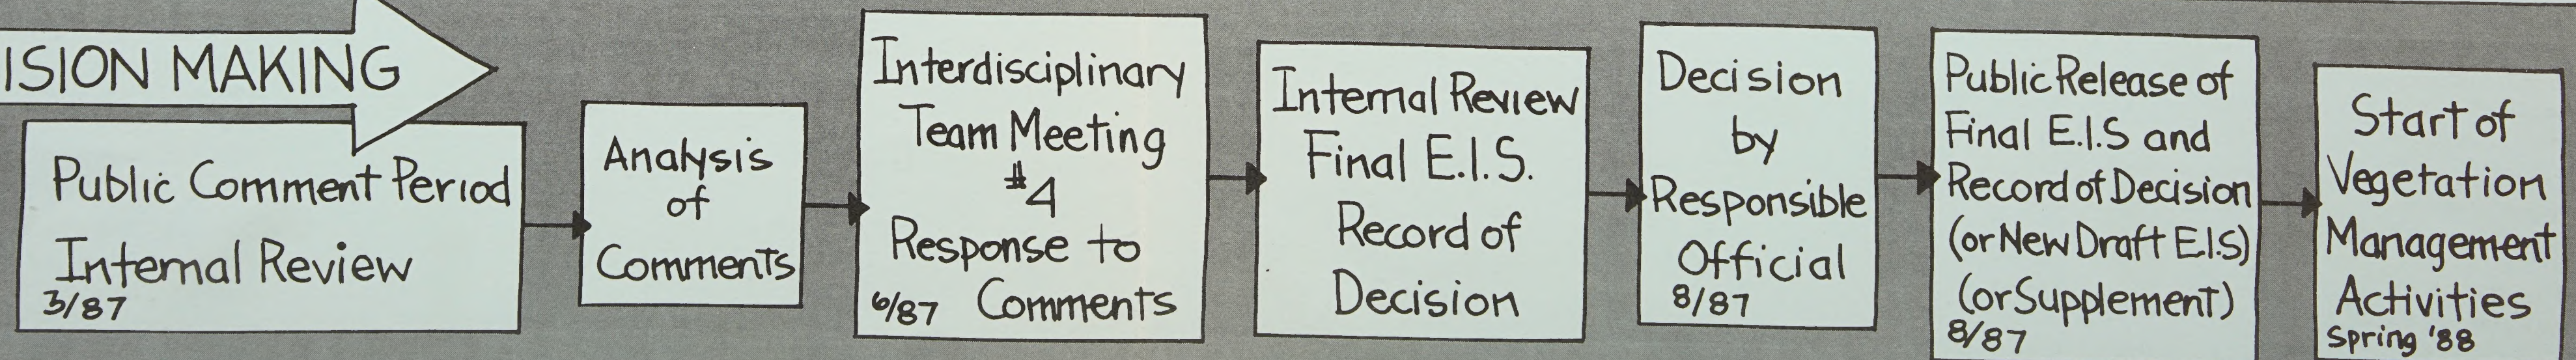 ISION MAKING
Public Comment Period
Internal Review
3/87
Analysis
of
Comments
Interdisciplinary
Team Meeting
#4
Response to
6/87 Comments
Internal Review
Final E.I.S.
Record of
Decision
Decision
by
Responsible
Official
8/87
Public Release of
Final E.I.S and
Record of Decision
(or New Draft E.I.S)
(or Supplement)
8/87
Start of
Vegetation
Management
Activities
Spring '88